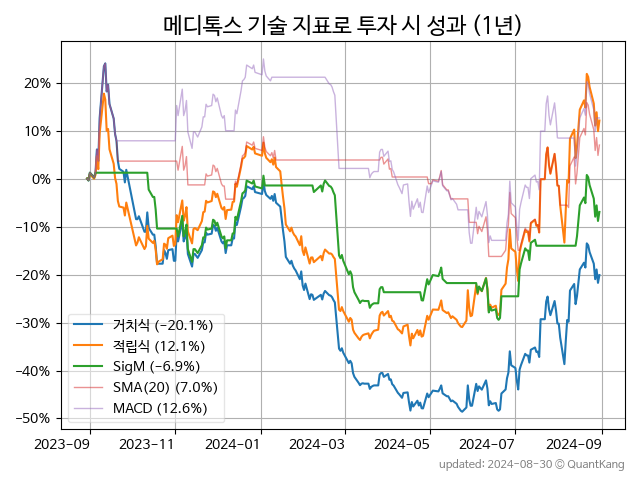 메디톡스 기술 지표로 투자 시 성과 (1년)
20%
10%
0%
−10%
−20%
−30%
−40%
−50%
거치식 (−20.1%)
적립식 (12.1%)
SigM (−6.9%)
SMA(20) (7.0%)
MACD (12.6%)
2023-09
2023-11
2024-01
2024-03
2024-05
2024-07
2024-09
updated: 2024-08-30 © QuantKang